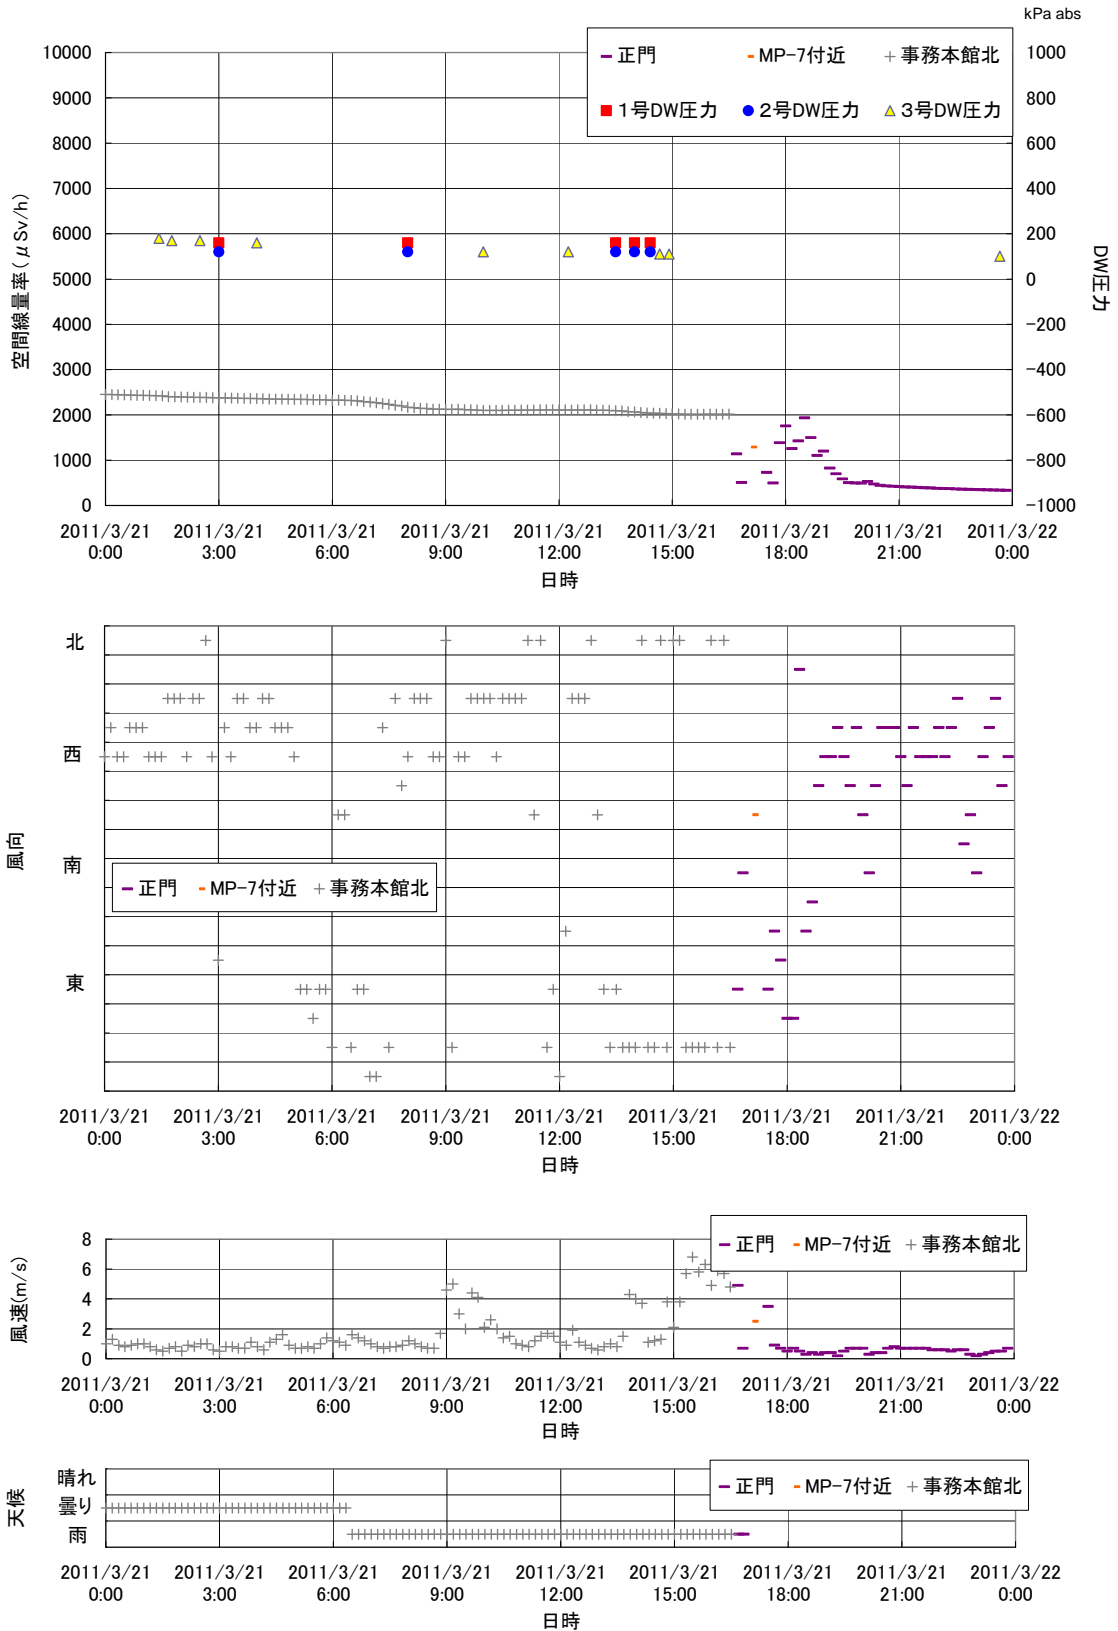 kPa abs
正門 MP-7付近 事務本館北
1号DW圧力 2号DW圧力 3号DW圧力
10000 1000
9000 800
8000 600
7000 400
6000 200
5000 0
4000 -200
3000 -400
2000 -600
1000 -800
0 -1000
空間線量率(μSv/h)
DW圧力
2011/3/21 2011/3/21 2011/3/21 2011/3/21 2011/3/21 2011/3/21 2011/3/21 2011/3/21 2011/3/22
0:00 3:00 6:00 9:00 12:00 15:00 18:00 21:00 0:00
日時
北
西
南
東
風向
正門 MP-7付近 事務本館北
2011/3/21 2011/3/21 2011/3/21 2011/3/21 2011/3/21 2011/3/21 2011/3/21 2011/3/21 2011/3/22
0:00 3:00 6:00 9:00 12:00 15:00 18:00 21:00 0:00
日時
正門 MP-7付近 事務本館北
8
6
4
2
0
風速(m/s)
2011/3/21 2011/3/21 2011/3/21 2011/3/21 2011/3/21 2011/3/21 2011/3/21 2011/3/21 2011/3/22
0:00 3:00 6:00 9:00 12:00 15:00 18:00 21:00 0:00
日時
正門 MP-7付近 事務本館北
晴れ
曇り
雨
天候
2011/3/21 2011/3/21 2011/3/21 2011/3/21 2011/3/21 2011/3/21 2011/3/21 2011/3/21 2011/3/22
0:00 3:00 6:00 9:00 12:00 15:00 18:00 21:00 0:00
日時